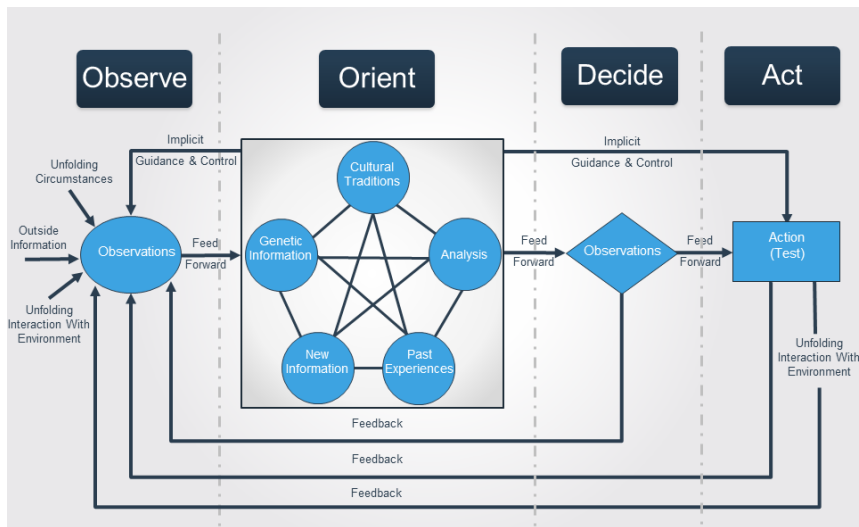 Observe
Orient
Decide
Act
Implicit
Guidance & Control
Implicit
Guidance & Control
Unfolding
Circumstances
Outside
Information
Unfolding
Interaction With
Environment
Observations
Feed
Forward
Cultural
Traditions
Genetic
Information
Analysis
New
Information
Past
Experiences
Feed
Forward
Observations
Feed
Forward
Action
(Test)
Unfolding
Interaction With
Environment
Feedback
Feedback
Feedback